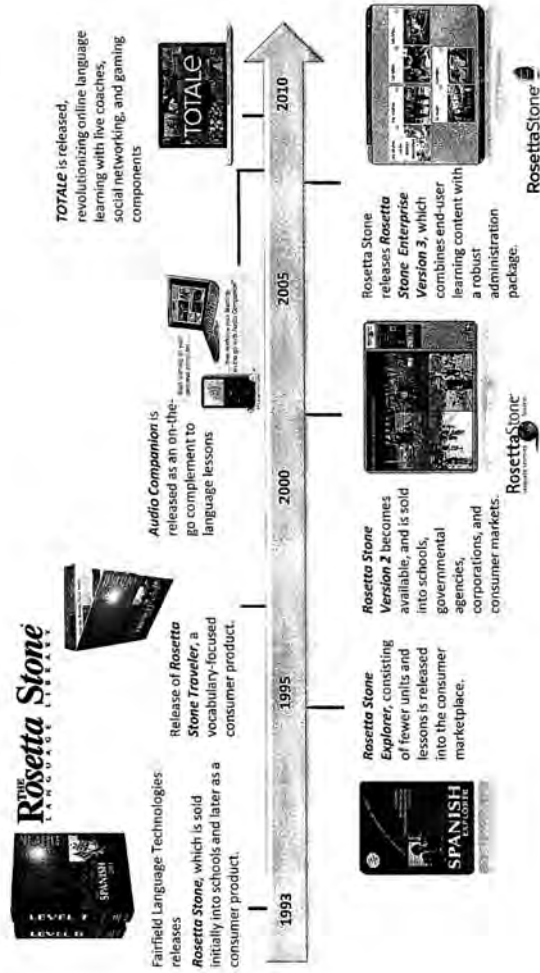 THE
Rosetta Stone
LANGUAGE LIBRARY
SPANISH
LEVEL
LEVEL
Fairfield Language Technologies
releases
Rosetta Stone, which is sold
initially into schools and later as a
consumer product.
Release of Rosetta
Stone Traveler, a
vocabulary-focused
consumer product.
Audio Companion is
released as an on-the-
go complement to
language lessons
TOTALe is released,
revolutionizing online language
learning with live coaches,
social networking, and gaming
components
TOTALe
1993
1995
2000
2005
2010
SPANISH
EXPLORER
Rosetta Stone
Explorer, consisting
of fewer units and
lessons is released
into the consumer
marketplace.
Rosetta Stone
Version 2 becomes
available, and is sold
into schools,
governmental
agencies,
corporations, and
consumer markets.
RosettaStone
Rosetta Stone
releases Rosetta
Stone Enterprise
Version 3, which
combines end-user
learning content with
a robust
administration
package.
RosettaStone